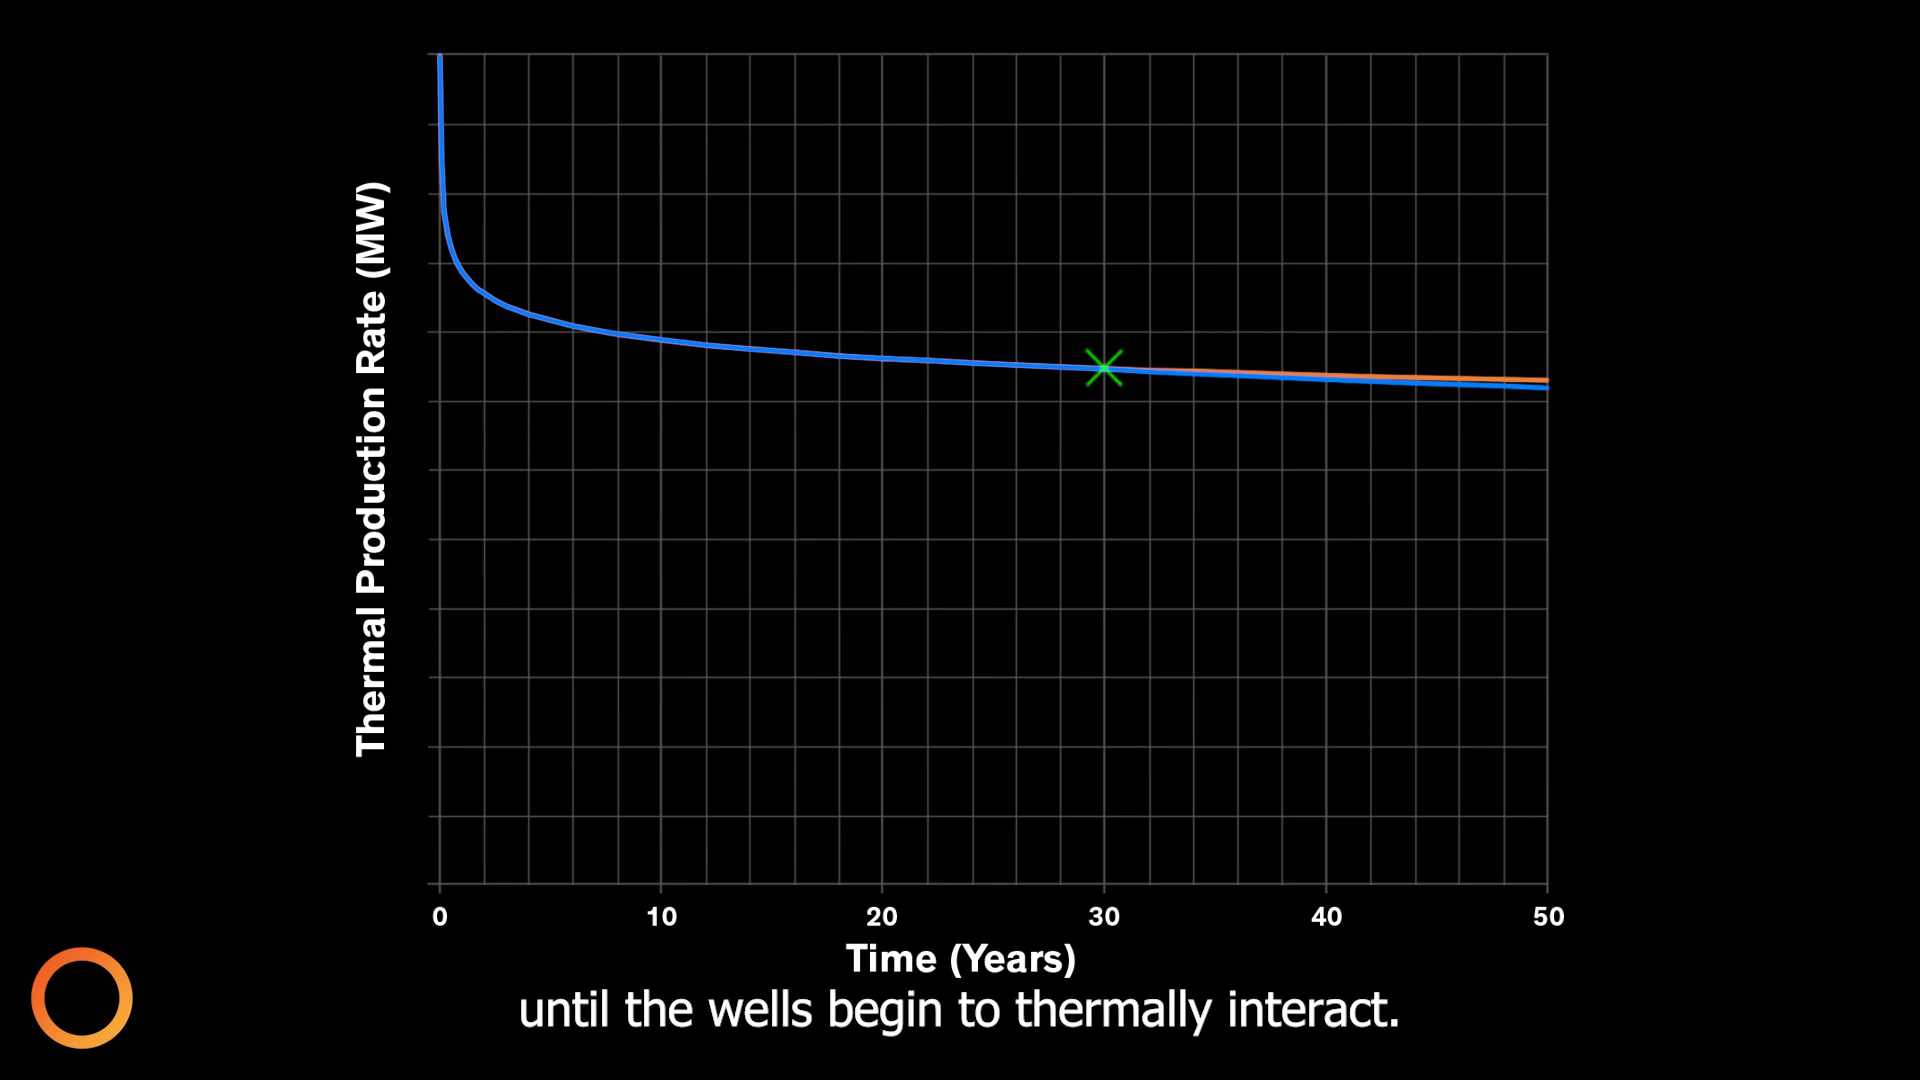 Thermal Production Rate (MW)
0 10 20 30 40 50
Time (Years)
until the wells begin to thermally interact.